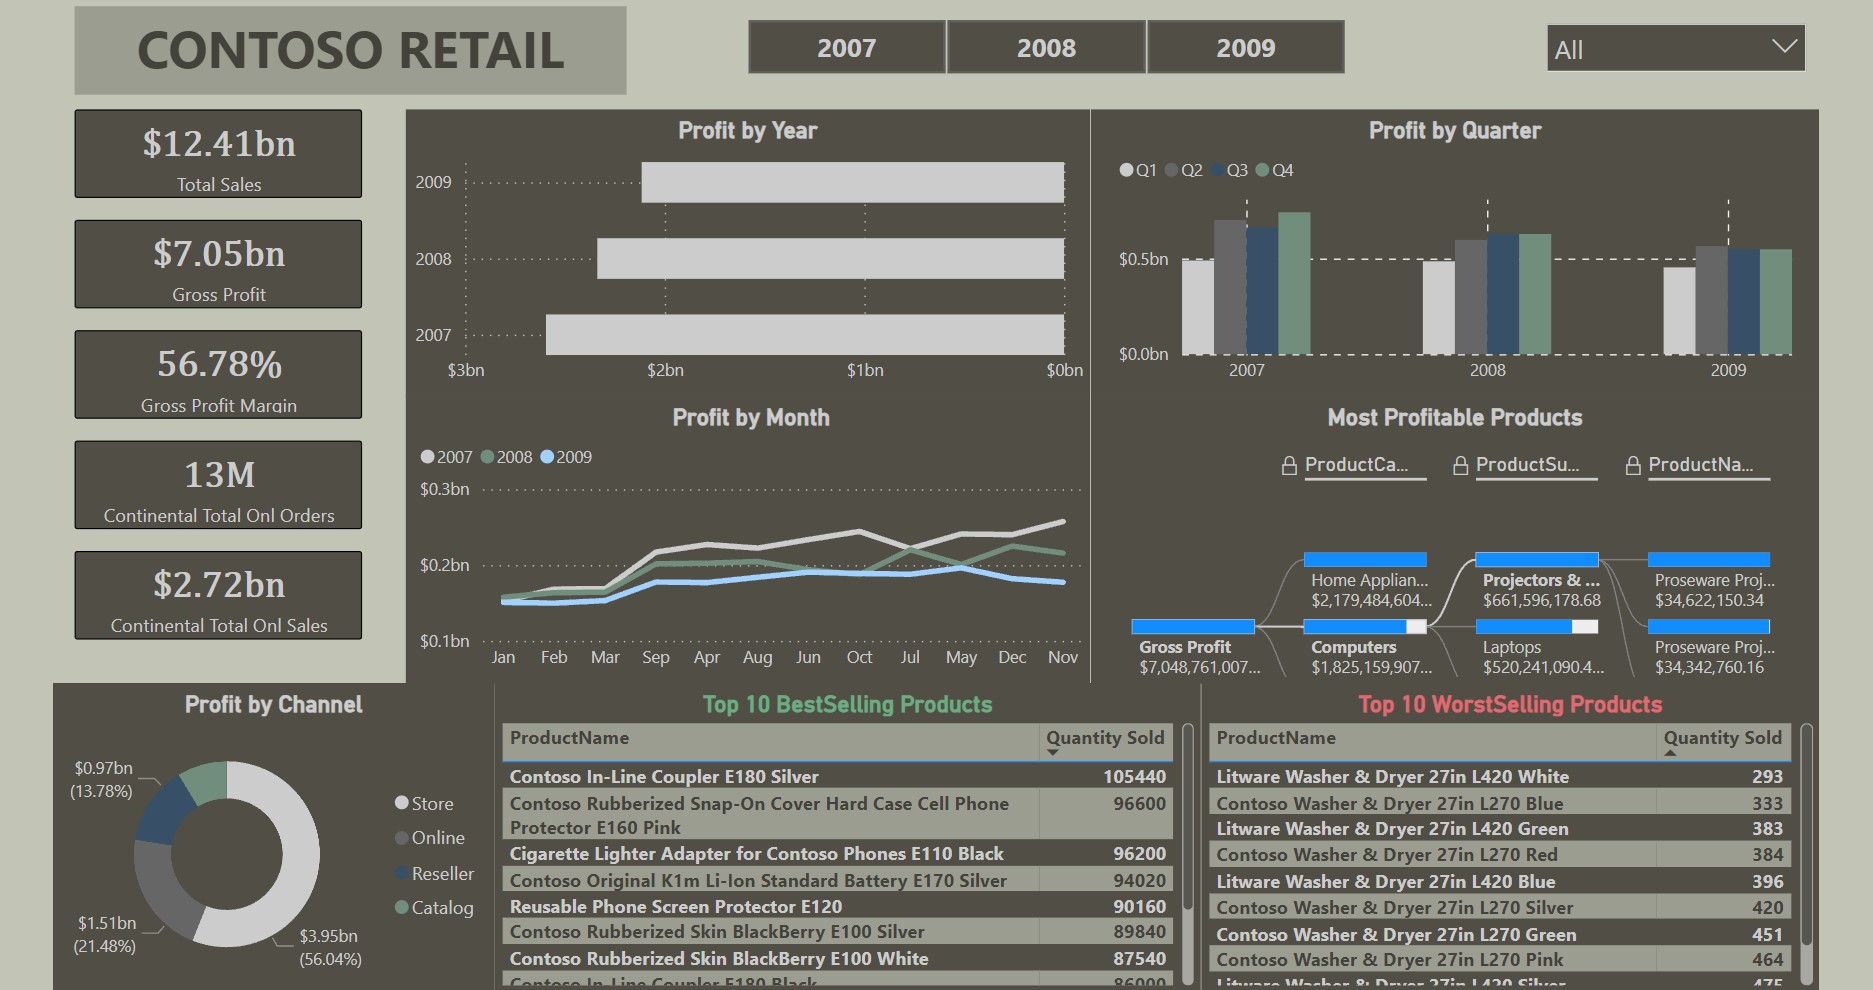 CONTOSO RETAIL
2007 2008 2009
All
$12.41bn
Total Sales
$7.05bn
Gross Profit
56.78%
Gross Profit Margin
13M
Continental Total Onl Orders
$2.72bn
Continental Total Onl Sales
Profit by Year
2009
2008
2007
$3bn $2bn $1bn $0bn
Profit by Quarter
Q1 Q2 Q3 Q4
$0.5bn
$0.0bn
2007 2008 2009
Profit by Month
2007 2008 2009
$0.3bn
$0.2bn
$0.1bn
Jan Feb Mar Sep Apr Aug Jun Oct Jul May Dec Nov
Most Profitable Products
ProductCa... ProductSu... ProductNa...
Home Applian... Projectors & ... Proseware Proj...
$2,179,484,604... $661,596,178.68 $34,622,150.34
Gross Profit Computers Laptops Proseware Proj...
$7,048,761,007... $1,825,159,907... $520,241,090.4... $34,342,760.16
Profit by Channel
$0.97bn
(13.78%)
$1.51bn
(21.48%)
$3.95bn
(56.04%)
Store
Online
Reseller
Catalog
Top 10 BestSelling Products
ProductName Quantity Sold
Contoso In-Line Coupler E180 Silver 105440
Contoso Rubberized Snap-On Cover Hard Case Cell Phone 96600
Protector E160 Pink
Cigarette Lighter Adapter for Contoso Phones E110 Black 96200
Contoso Original K1m Li-Ion Standard Battery E170 Silver 94020
Reusable Phone Screen Protector E120 90160
Contoso Rubberized Skin BlackBerry E100 Silver 89840
Contoso Rubberized Skin BlackBerry E100 White 87540
Contoso In-Line Coupler E180 Black 86000
Top 10 WorstSelling Products
ProductName Quantity Sold
Litware Washer & Dryer 27in L420 White 293
Contoso Washer & Dryer 27in L270 Blue 333
Litware Washer & Dryer 27in L420 Green 383
Contoso Washer & Dryer 27in L270 Red 384
Litware Washer & Dryer 27in L420 Blue 396
Contoso Washer & Dryer 27in L270 Silver 420
Contoso Washer & Dryer 27in L270 Green 451
Contoso Washer & Dryer 27in L270 Pink 464
Litware Washer & Dryer 27in L420 Silver 475